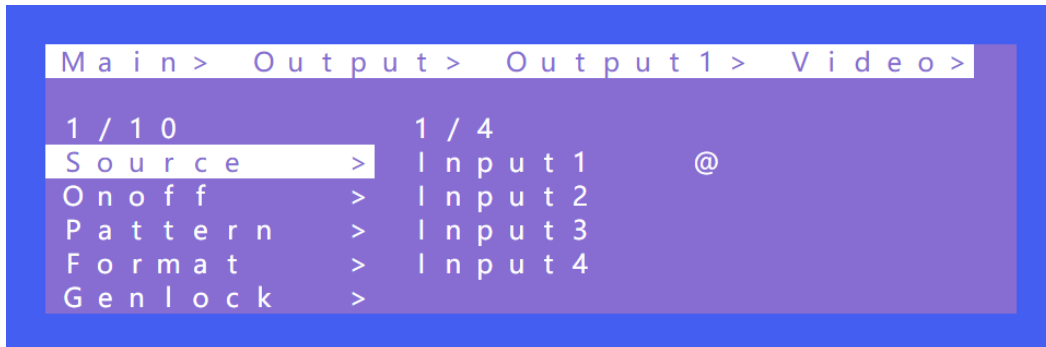 Main> Output> Output1> Video>
1/10 1/4
Source > Input1 @
Onoff > Input2
Pattern > Input3
Format > Input4
Genlock >